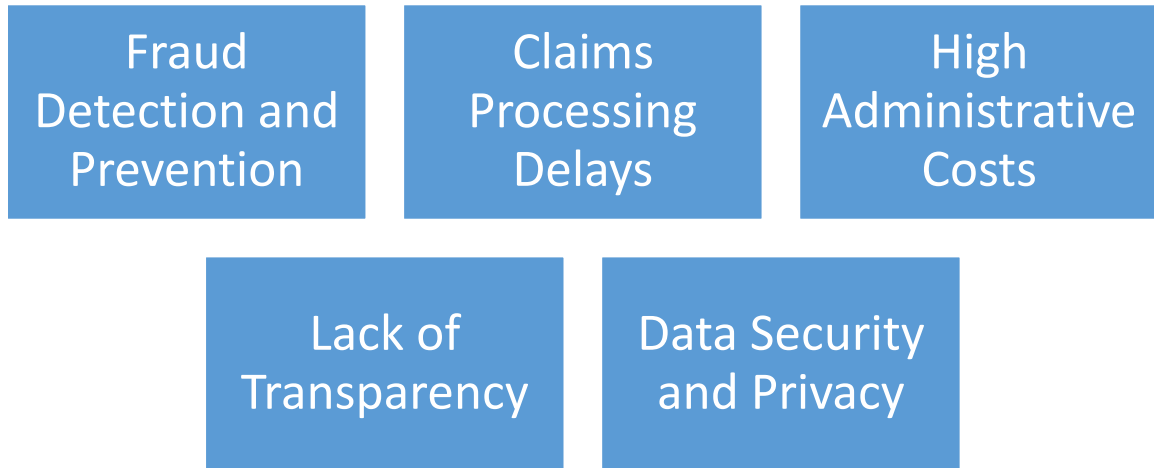 Fraud
Detection and
Prevention
Claims
Processing
Delays
High
Administrative
Costs
Lack of
Transparency
Data Security
and Privacy